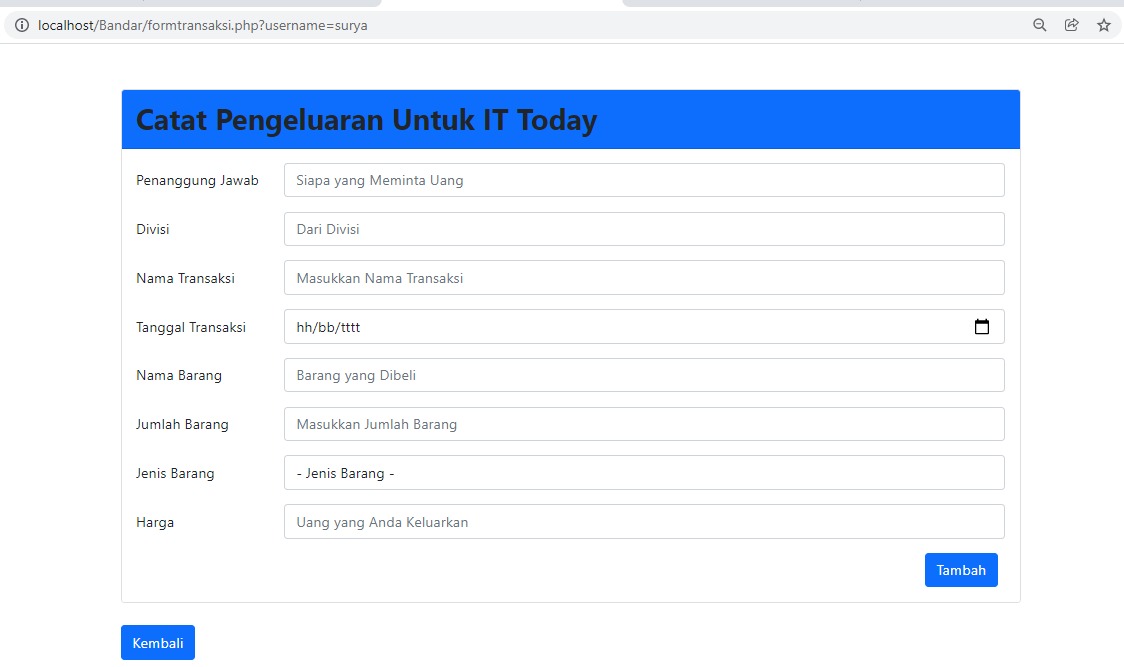 localhost/Bandar/formtransaksi.php?username=surya
Catat Pengeluaran Untuk IT Today
Penanggung Jawab Siapa yang Meminta Uang
Divisi Dari Divisi
Nama Transaksi Masukkan Nama Transaksi
Tanggal Transaksi hh/bb/tttt
Nama Barang Barang yang Dibeli
Jumlah Barang Masukkan Jumlah Barang
Jenis Barang - Jenis Barang -
Harga Uang yang Anda Keluarkan
Tambah
Kembali